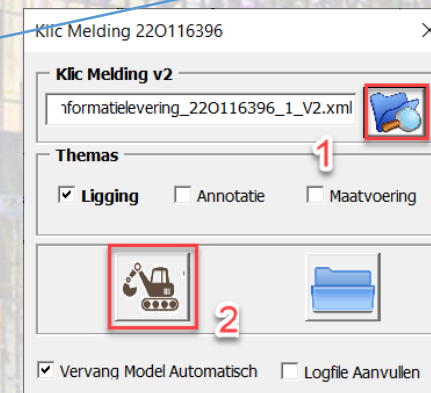 Klic Melding 22O116396
Klic Melding v2
nformatielevering_22O116396_1_V2.xml
1
Themas
Ligging Annotatie Maatvoering
2
Vervang Model Automatisch Logfile Aanvullen